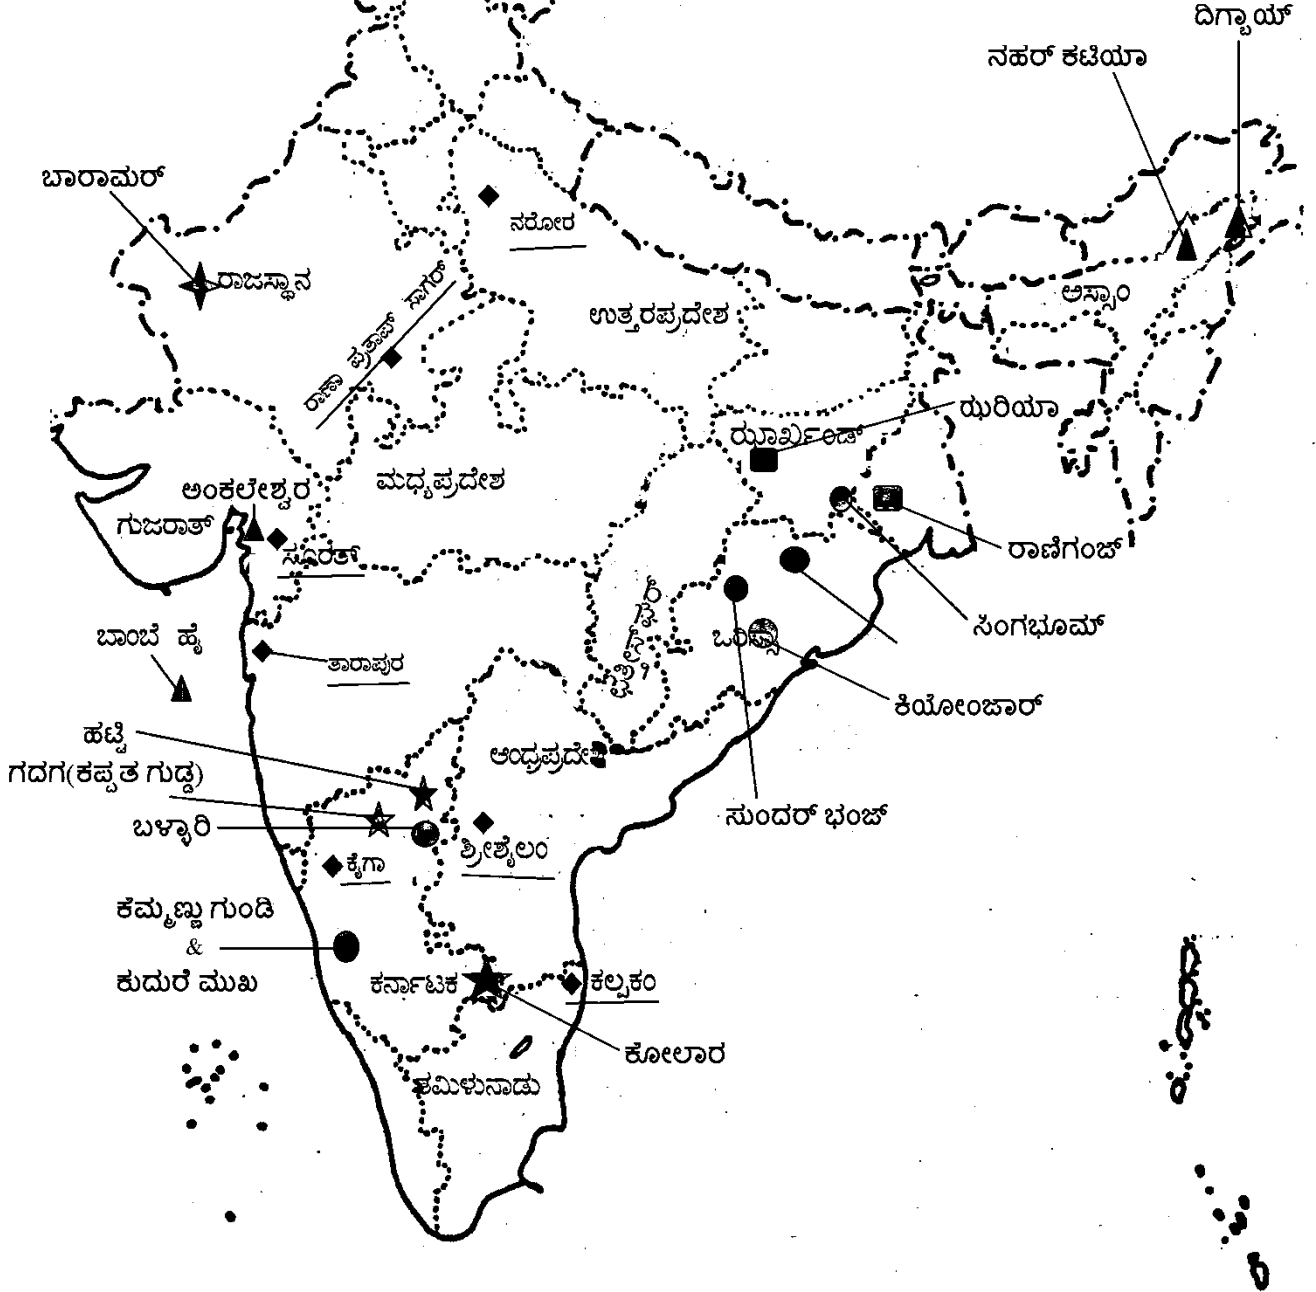 ದಿಗ್ಬಾಯ್
ನಹರ್ ಕಟಿಯಾ
ಬಾರಾಮರ್
ನರೋರ
ರಾಜಸ್ಥಾನ
ರಾಣಾ ಪ್ರತಾಪ್ ಸಾಗರ್
ಅಸ್ಸಾಂ
ಉತ್ತರಪ್ರದೇಶ
ಝರಿಯಾ
ಝಾರ್ಖಂಡ್
ಮಧ್ಯಪ್ರದೇಶ
ಅಂಕಲೇಶ್ವರ
ಗುಜರಾತ್
ಸೂರತ್
ರಾಣಿಗಂಜ್
ಸಿಂಗಭೂಮ್
ಬಾಂಬೆ ಹೈ
ಒರಿಸ್ಸಾ
ತಾರಾಪುರ
ಕಿಯೋಂಜಾರ್
ಹಟ್ಟಿ
ಆಂಧ್ರಪ್ರದೇಶ
ಗದಗ(ಕಪ್ಪತ ಗುಡ್ಡ)
ಸುಂದರ್ ಭಂಜ್
ಬಳ್ಳಾರಿ
ಶ್ರೀಶೈಲಂ
ಕೈಗಾ
ಕೆಮ್ಮಣ್ಣು ಗುಂಡಿ
&
ಕುದುರೆ ಮುಖ
ಕರ್ನಾಟಕ
ಕಲ್ಪಕಂ
ಕೋಲಾರ
ತಮಿಳುನಾಡು